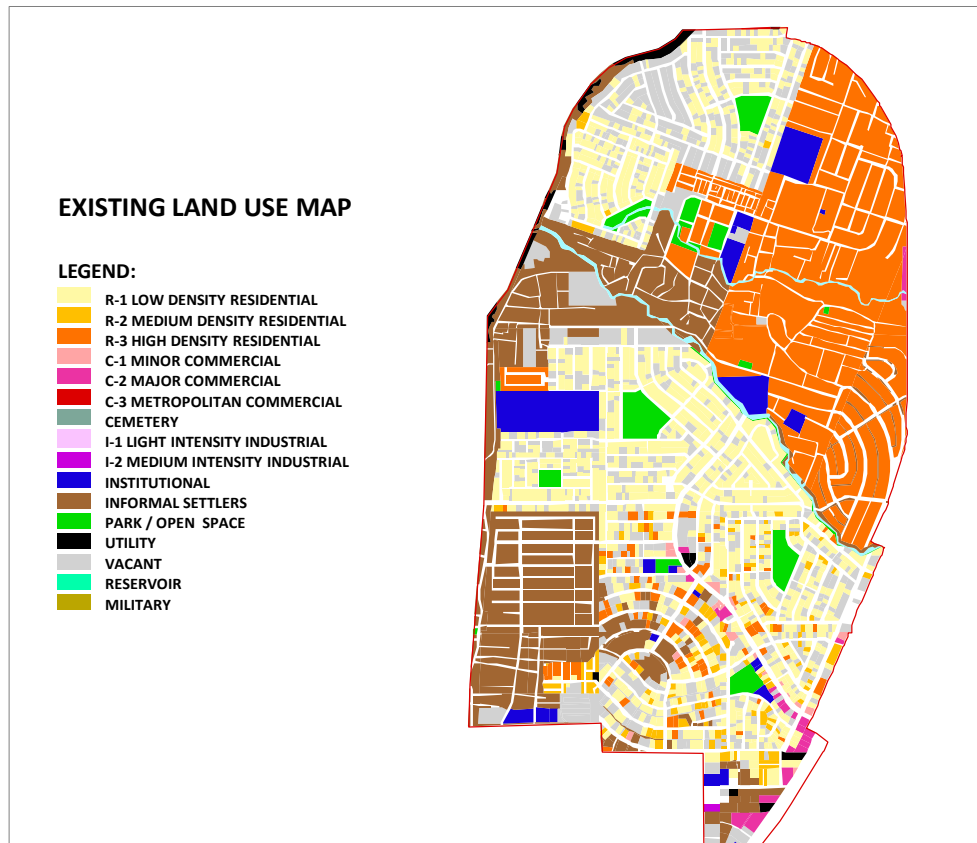 EXISTING LAND USE MAP
LEGEND:
R-1 LOW DENSITY RESIDENTIAL
R-2 MEDIUM DENSITY RESIDENTIAL
R-3 HIGH DENSITY RESIDENTIAL
C-1 MINOR COMMERCIAL
C-2 MAJOR COMMERCIAL
C-3 METROPOLITAN COMMERCIAL
CEMETERY
I-1 LIGHT INTENSITY INDUSTRIAL
I-2 MEDIUM INTENSITY INDUSTRIAL
INSTITUTIONAL
INFORMAL SETTLERS
PARK / OPEN SPACE
UTILITY
VACANT
RESERVOIR
MILITARY